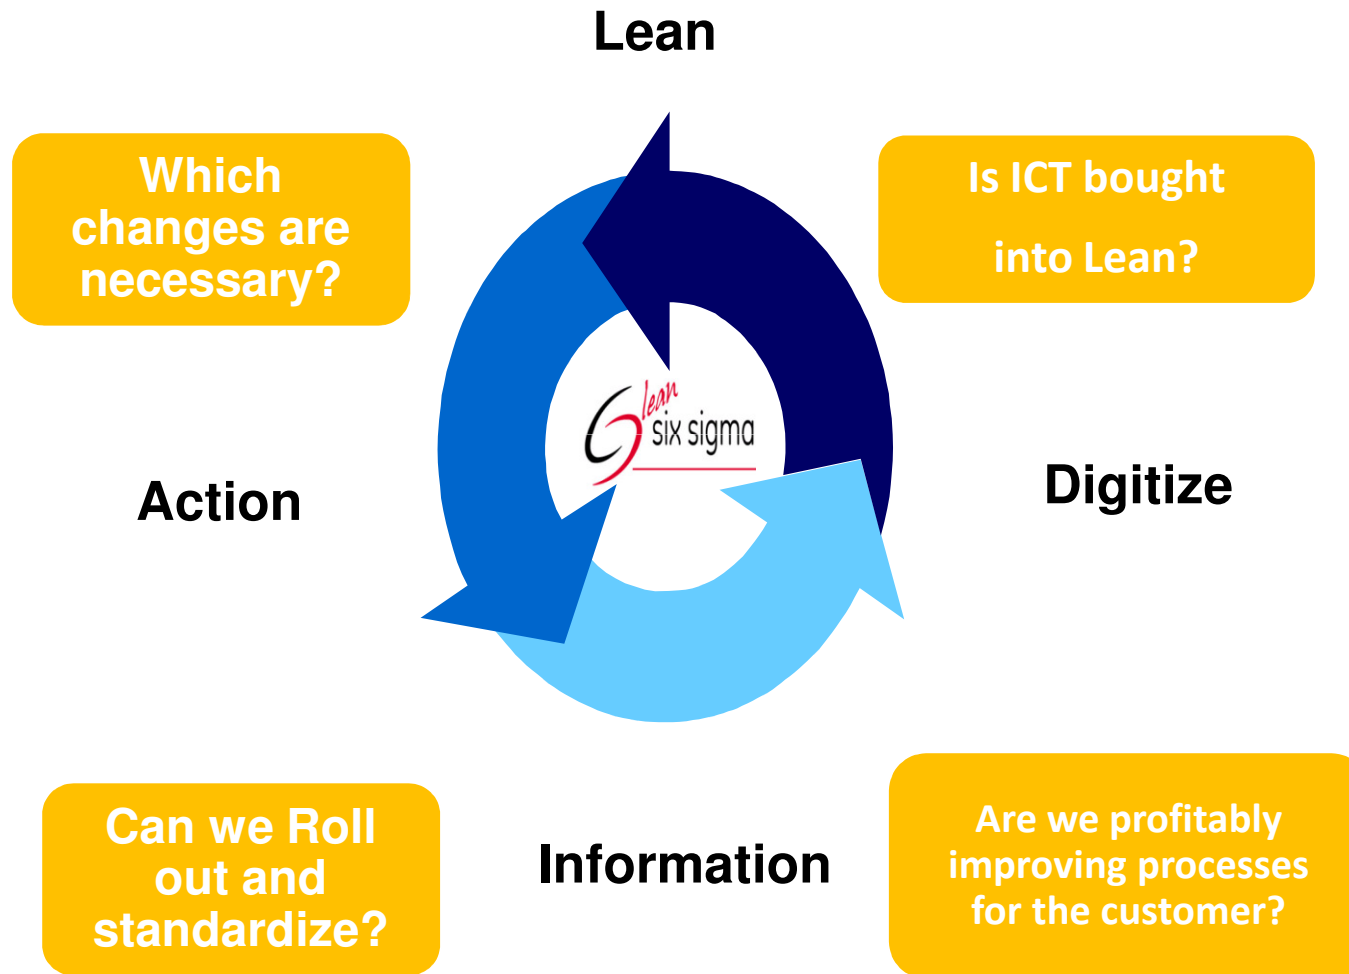 Lean
Which
changes are
necessary?
Is ICT bought
into Lean?
lean
six sigma
Action
Digitize
Can we Roll
out and
standardize?
Information
Are we profitably
improving processes
for the customer?